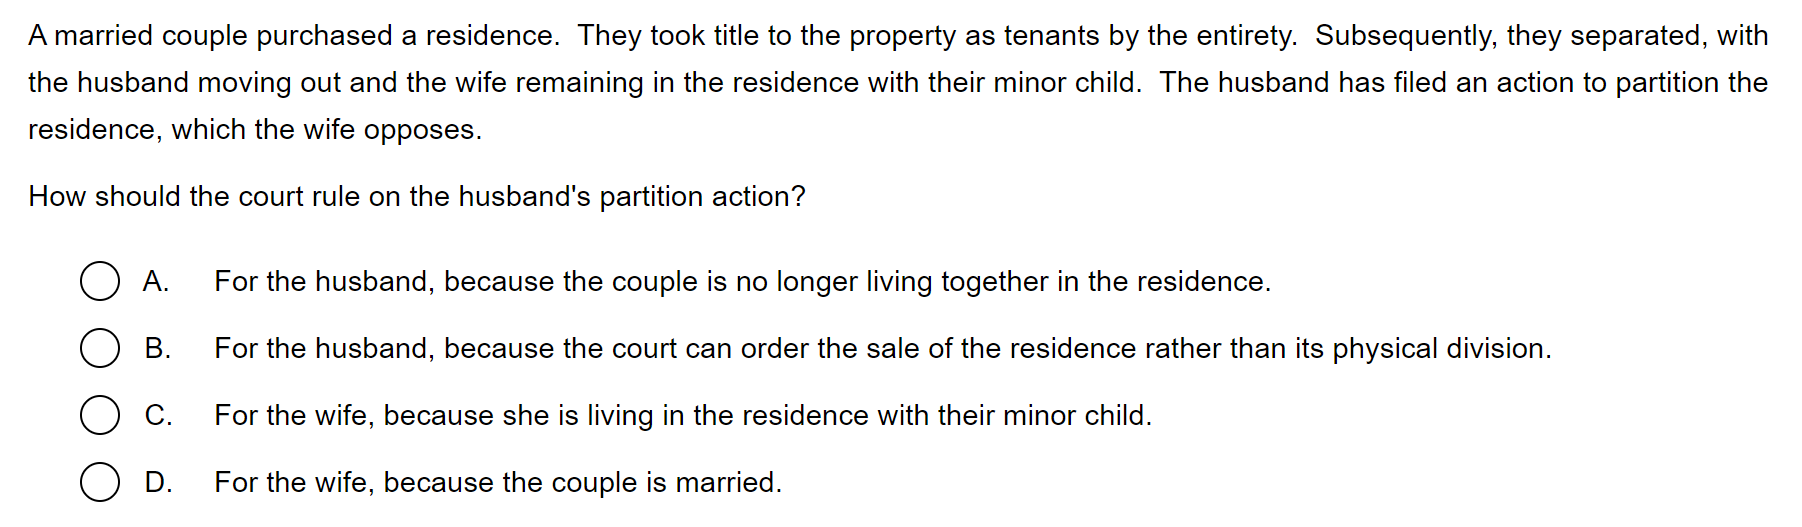 A married couple purchased a residence.  They took title to the property as tenants by the entirety.  Subsequently, they separated, with
the husband moving out and the wife remaining in the residence with their minor child.  The husband has filed an action to partition the
residence, which the wife opposes.
How should the court rule on the husband's partition action?
A. For the husband, because the couple is no longer living together in the residence.
B. For the husband, because the court can order the sale of the residence rather than its physical division.
C. For the wife, because she is living in the residence with their minor child.
D. For the wife, because the couple is married.